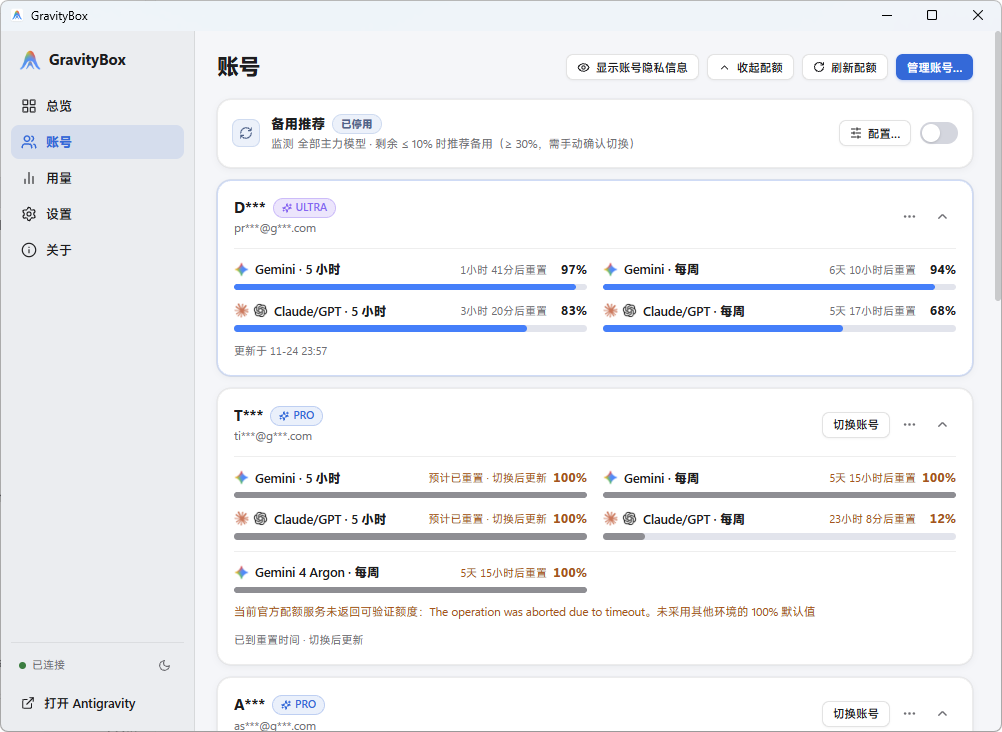 GravityBox
GravityBox
总览
账号
用量
设置
关于
已连接
打开 Antigravity
账号
显示账号隐私信息
收起配额
刷新配额
管理账号...
备用推荐 已停用
监测 全部主力模型 · 剩余 ≤ 10% 时推荐备用（≥ 30%，需手动确认切换）
配置...
D*** ULTRA
pr***@g***.com
Gemini · 5 小时 1小时 41分后重置 97%
Gemini · 每周 6天 10小时后重置 94%
Claude/GPT · 5 小时 3小时 20分后重置 83%
Claude/GPT · 每周 5天 17小时后重置 68%
更新于 11-24 23:57
T*** PRO
ti***@g***.com
切换账号
Gemini · 5 小时 预计已重置 · 切换后更新 100%
Gemini · 每周 5天 15小时后重置 100%
Claude/GPT · 5 小时 预计已重置 · 切换后更新 100%
Claude/GPT · 每周 23小时 8分后重置 12%
Gemini 4 Argon · 每周 5天 15小时后重置 100%
当前官方配额服务未返回可验证额度：The operation was aborted due to timeout。未采用其他环境的 100% 默认值
已到重置时间 · 切换后更新
A*** PRO
as***@g***.com
切换账号